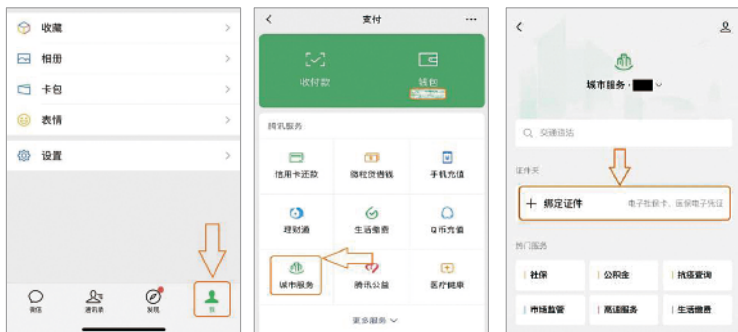 收藏
相册
卡包
表情
设置
微信
通讯录
发现
我
支付
收付款
钱包
腾讯服务
信用卡还款
微粒贷借钱
手机充值
理财通
生活缴费
Q币充值
城市服务
腾讯公益
医疗健康
更多服务
城市服务·
交通违法
证件夹
绑定证件
电子社保卡、医保电子凭证
热门服务
社保
公积金
抗疫查询
市场监管
高速服务
生活缴费